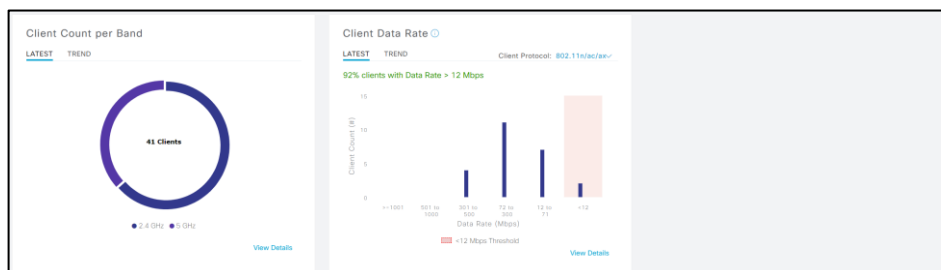 Client Count per Band
LATEST TREND
41 Clients
2.4 GHz 5 GHz
View Details
Client Data Rate
LATEST TREND Client Protocol: 802.11n/ac/ax
92% clients with Data Rate > 12 Mbps
Client Count (#)
15
10
5
0
>=1001 501 to 1000 301 to 500 72 to 300 12 to 71 <12
Data Rate (Mbps)
<12 Mbps Threshold
View Details